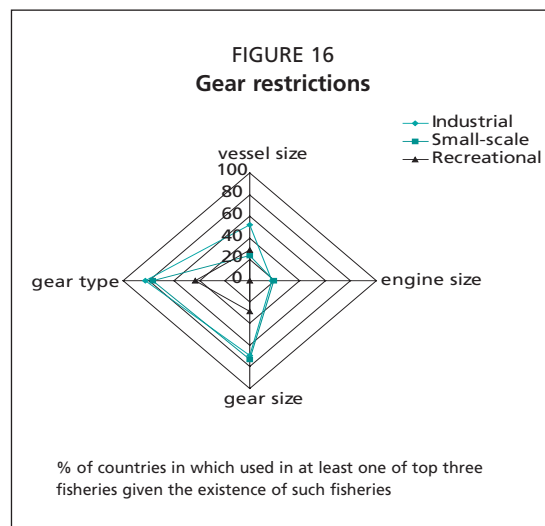 FIGURE 16
Gear restrictions
Industrial
Small-scale
Recreational
vessel size
100
80
60
40
20
0
gear type
engine size
gear size
% of countries in which used in at least one of top three
fisheries given the existence of such fisheries